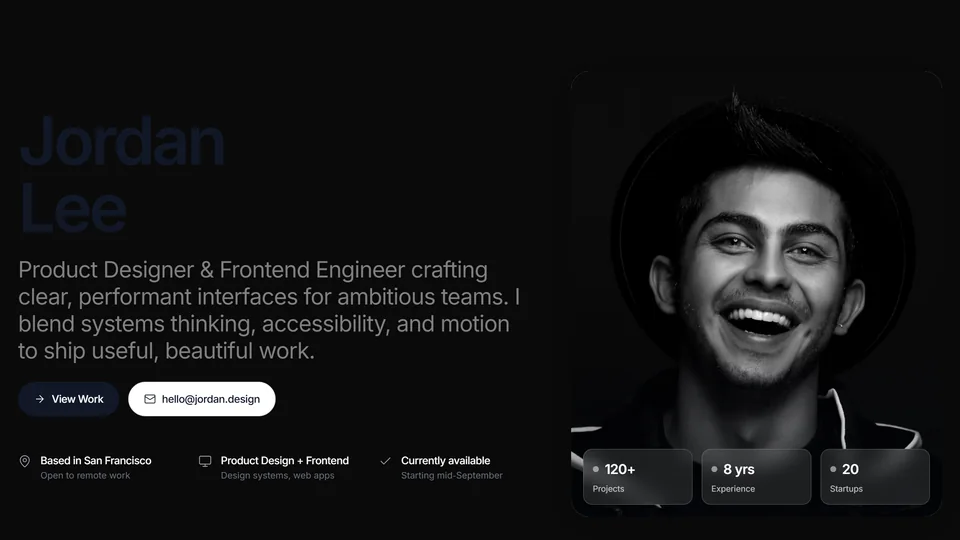 Jordan
Lee
Product Designer & Frontend Engineer crafting
clear, performant interfaces for ambitious teams. I
blend systems thinking, accessibility, and motion
to ship useful, beautiful work.
View Work
hello@jordan.design
Based in San Francisco
Open to remote work
Product Design + Frontend
Design systems, web apps
Currently available
Starting mid-September
120+
Projects
8 yrs
Experience
20
Startups